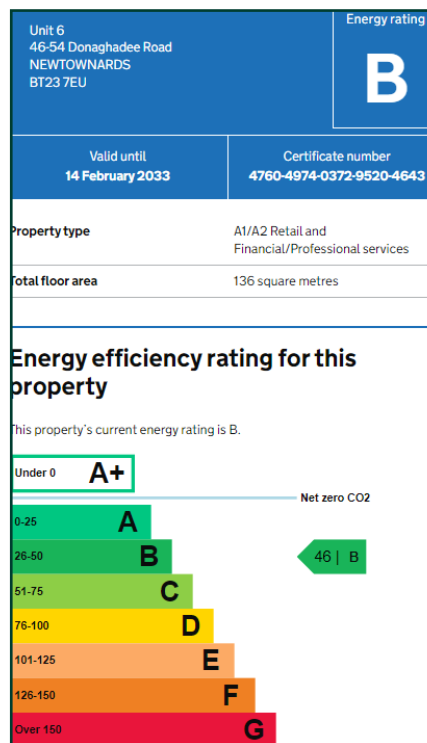 Unit 6
46-54 Donaghadee Road
NEWTOWNARDS
BT23 7EU
Energy rating
B
Valid until
14 February 2033
Certificate number
4760-4974-0372-9520-4643
Property type
A1/A2 Retail and
Financial/Professional services
Total floor area
136 square metres
Energy efficiency rating for this
property
This property's current energy rating is B.
Under 0 A+
Net zero CO2
0-25 A
26-50 B
46 | B
51-75 C
76-100 D
101-125 E
126-150 F
Over 150 G